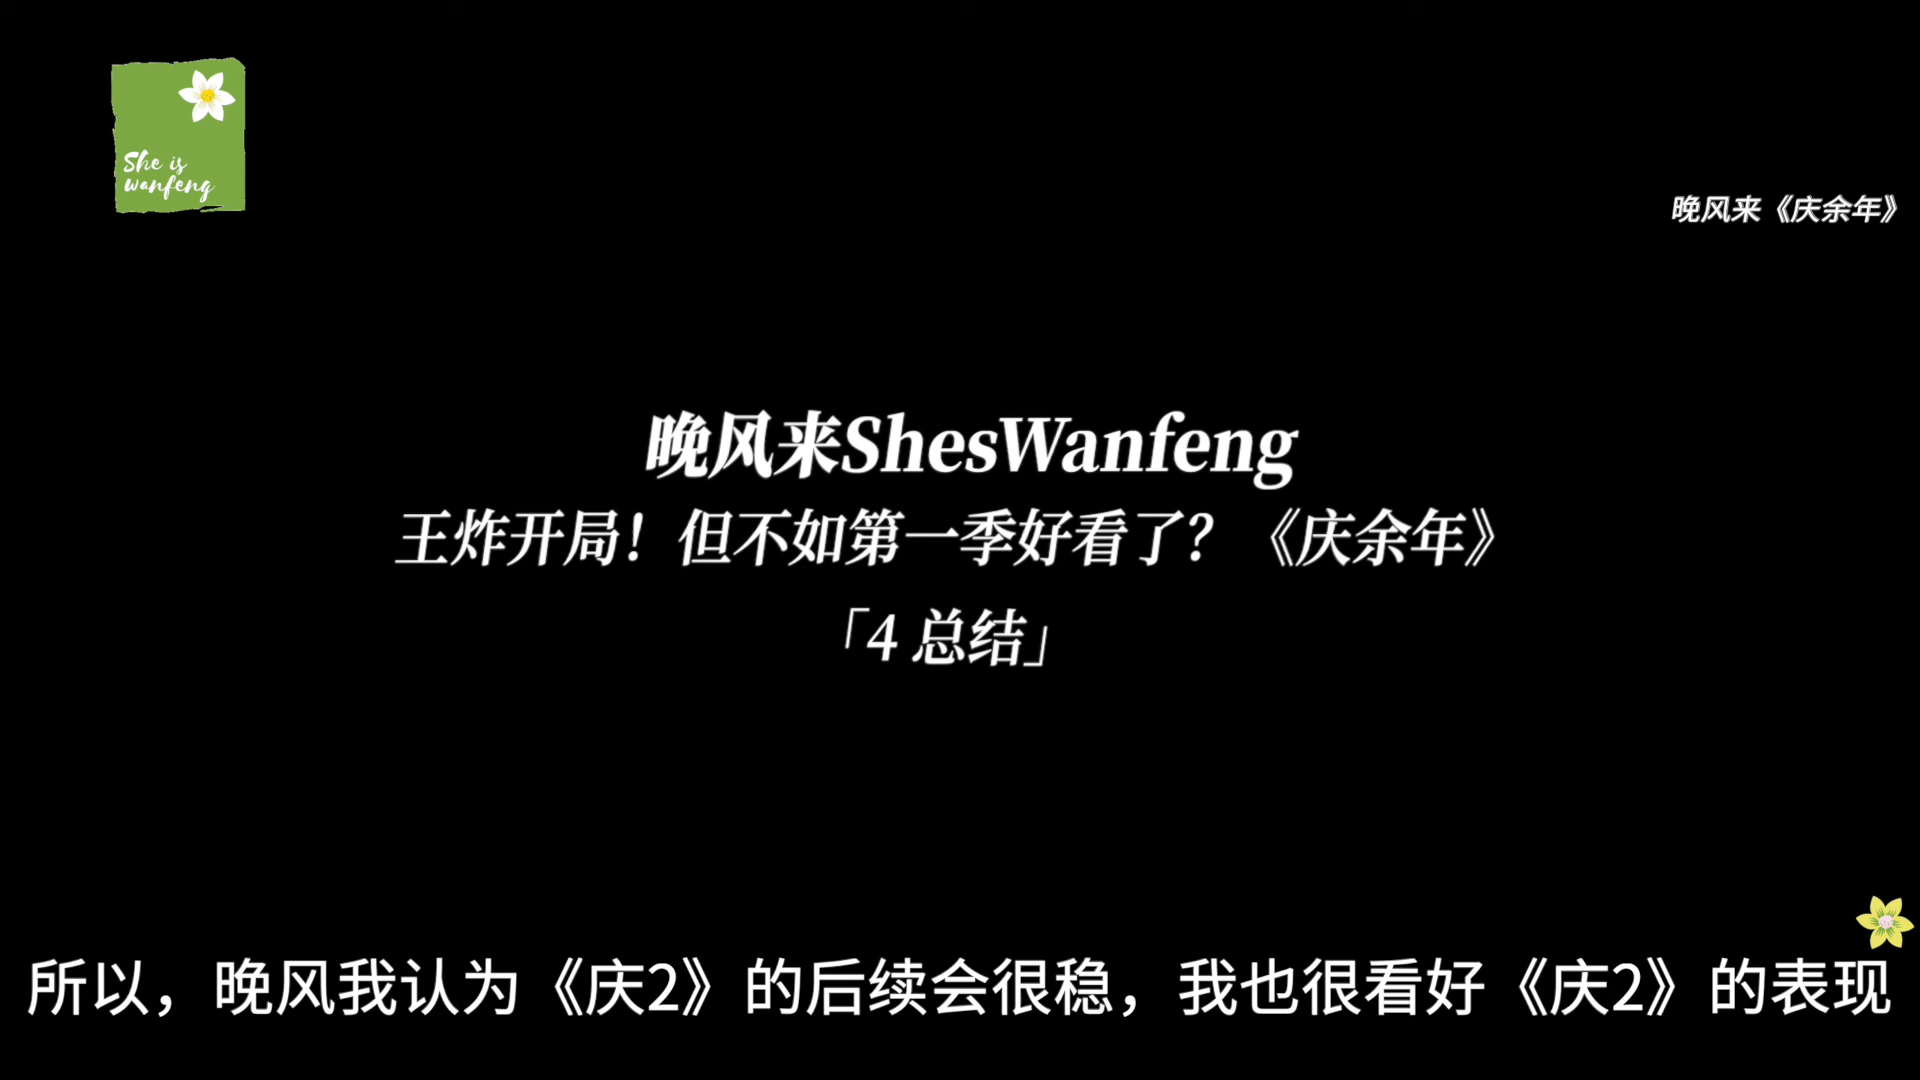 She is
wanfeng
晚风来《庆余年》
晚风来ShesWanfeng
王炸开局！但不如第一季好看了？《庆余年》
「4 总结」
所以，晚风我认为《庆2》的后续会很稳，我也很看好《庆2》的表现